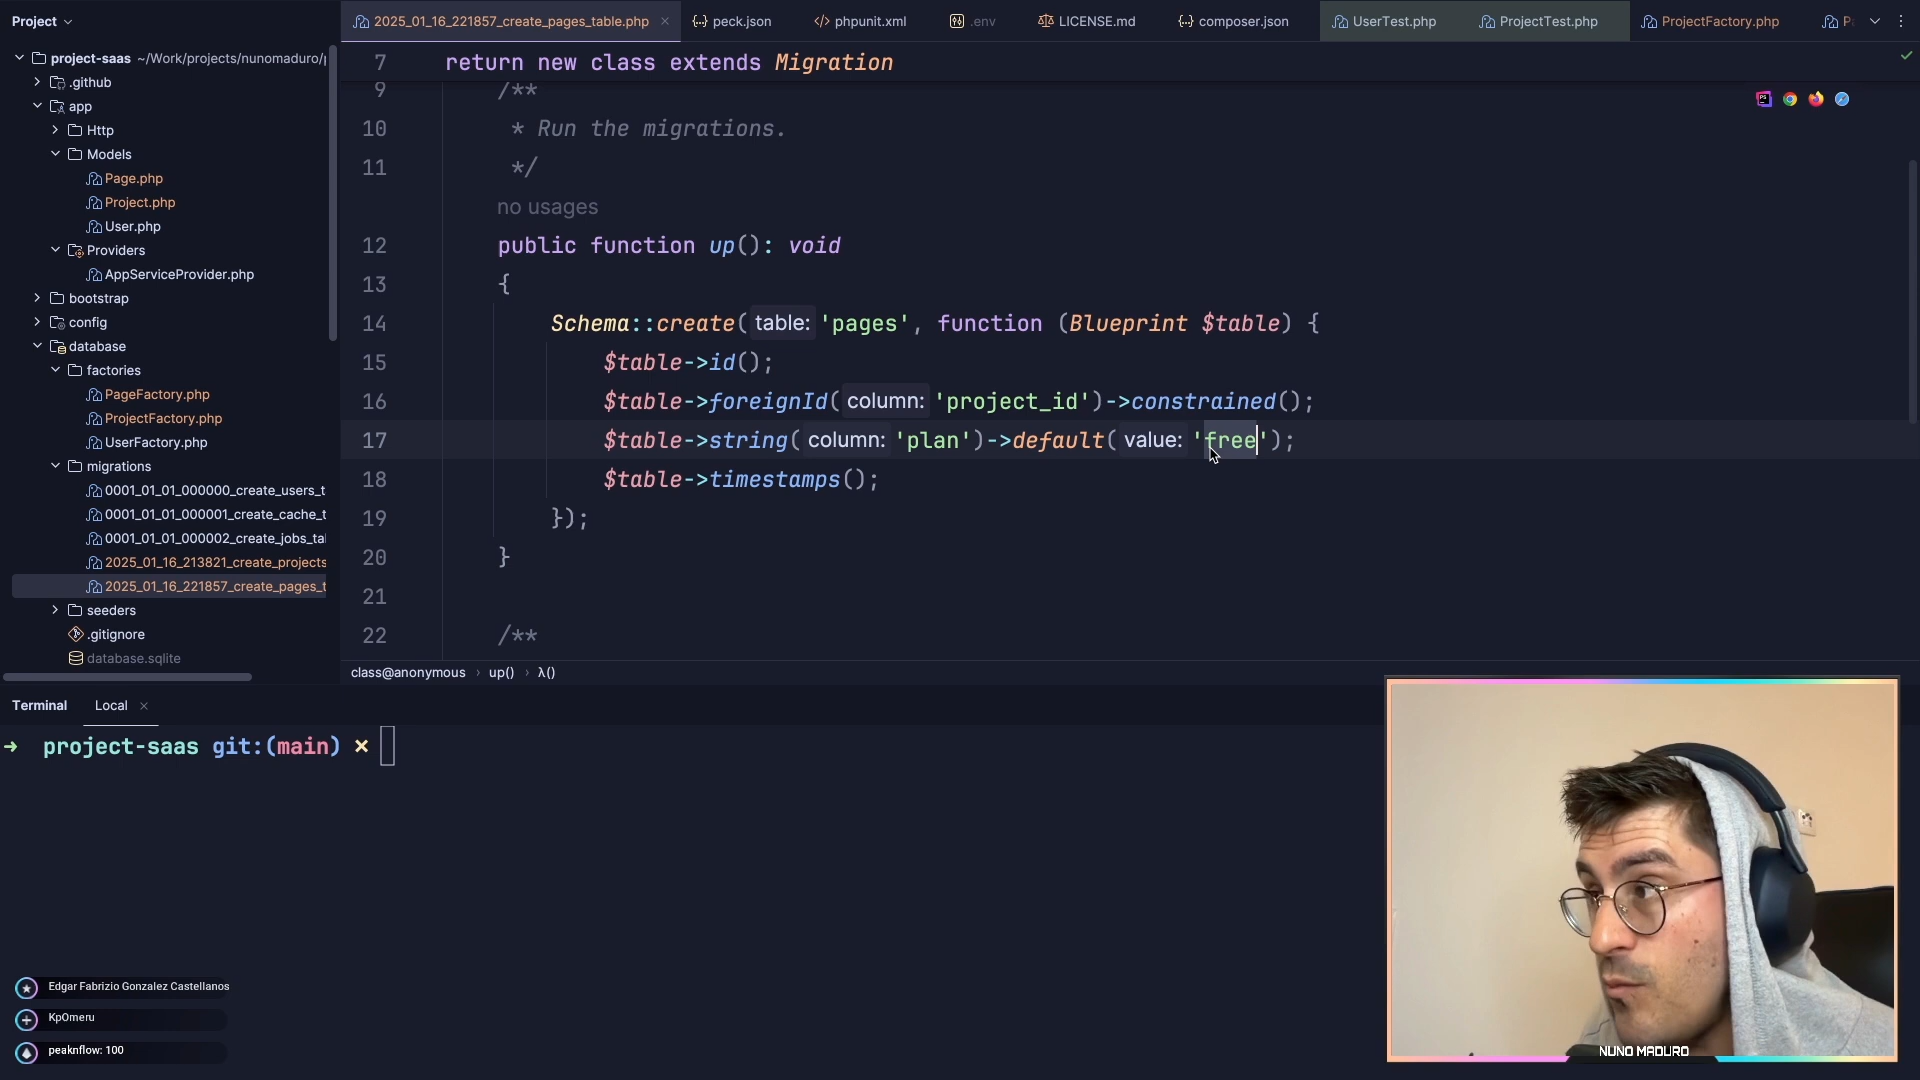 Project
2025_01_16_221857_create_pages_table.php
peck.json
phpunit.xml
.env
LICENSE.md
composer.json
UserTest.php
ProjectTest.php
ProjectFactory.php
project-saas ~/Work/projects/nunomaduro/
.github
app
Http
Models
Page.php
Project.php
User.php
Providers
AppServiceProvider.php
bootstrap
config
database
factories
PageFactory.php
ProjectFactory.php
UserFactory.php
migrations
0001_01_01_000000_create_users_t
0001_01_01_000001_create_cache_t
0001_01_01_000002_create_jobs_ta
2025_01_16_213821_create_projects
2025_01_16_221857_create_pages_t
seeders
.gitignore
database.sqlite
7 return new class extends Migration
9 /**
10 * Run the migrations.
11 */
no usages
12 public function up(): void
13 {
14 Schema::create( table: 'pages', function (Blueprint $table) {
15 $table->id();
16 $table->foreignId( column: 'project_id')->constrained();
17 $table->string( column: 'plan')->default( value: 'free');
18 $table->timestamps();
19 });
20 }
21
22 /**
class@anonymous › up() › λ()
Terminal Local ×
→ project-saas git:(main) ×
Edgar Fabrizio Gonzalez Castellanos
KpOmeru
peaknflow: 100
NUNO MADURO